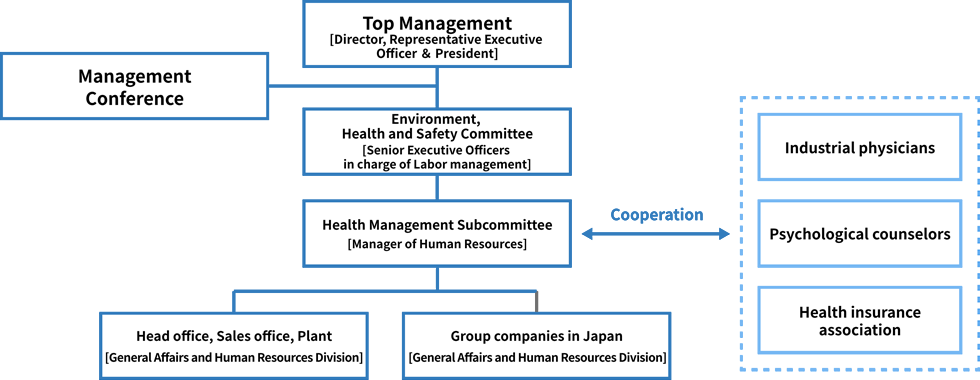 Top Management
[Director, Representative Executive
Officer & President]
Management
Conference
Environment,
Health and Safety Committee
[Senior Executive Officers
in charge of Labor management]
Health Management Subcommittee
[Manager of Human Resources]
Cooperation
Industrial physicians
Psychological counselors
Health insurance
association
Head office, Sales office, Plant
[General Affairs and Human Resources Division]
Group companies in Japan
[General Affairs and Human Resources Division]